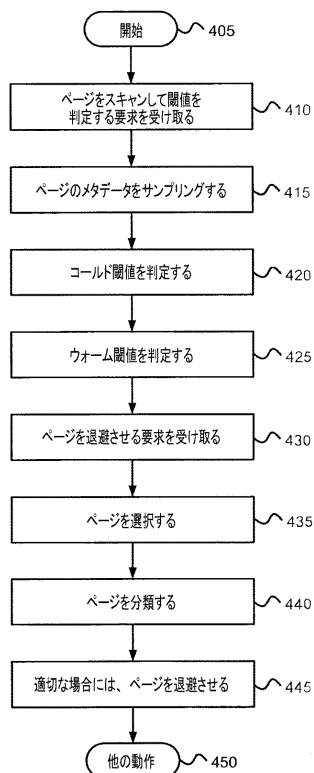 開始
405
ページをスキャンして閾値を
判定する要求を受け取る
410
ページのメタデータをサンプリングする
415
コールド閾値を判定する
420
ウォーム閾値を判定する
425
ページを退避させる要求を受け取る
430
ページを選択する
435
ページを分類する
440
適切な場合には、ページを退避させる
445
他の動作
450